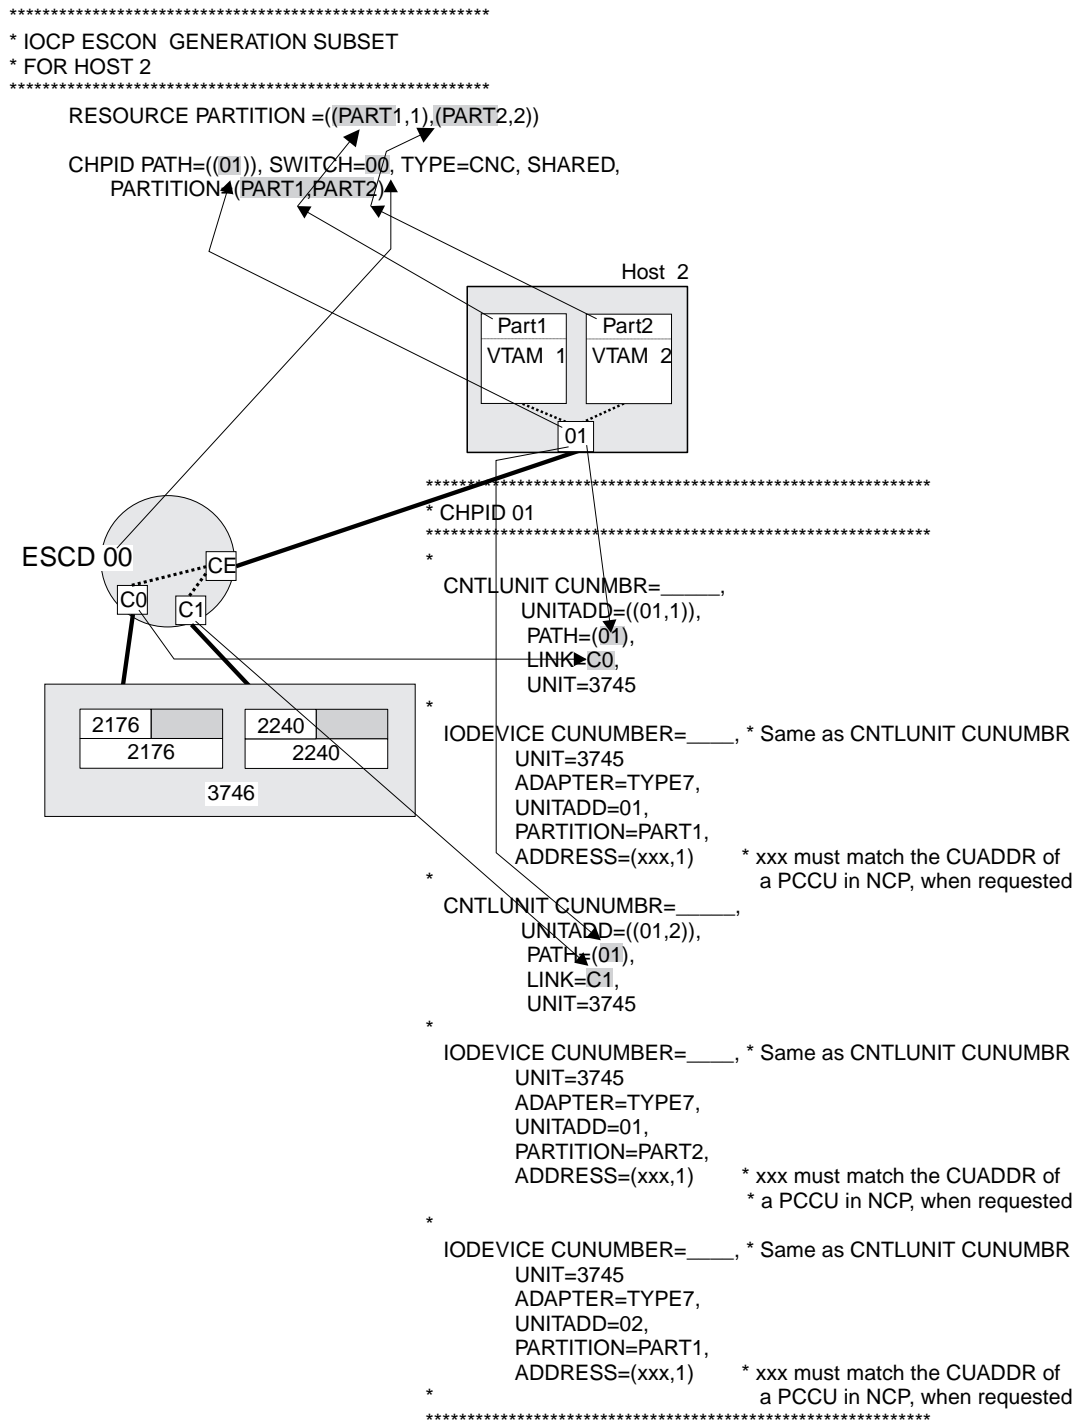 **********************************************************
* IOCP ESCON  GENERATION SUBSET
* FOR HOST 2
**********************************************************
RESOURCE PARTITION =((PART1,1),(PART2,2))
CHPID PATH=((01)), SWITCH=00, TYPE=CNC, SHARED,
PARTITION=(PART1,PART2)
Host  2
Part1
Part2
VTAM  1
VTAM  2
01
*************************************************************
* CHPID 01
*************************************************************
ESCD 00
CE
C0
C1
*
CNTLUNIT CUNMBR=_____,
UNITADD=((01,1)),
PATH=(01),
LINK=C0,
UNIT=3745
2176
2240
2176
2240
3746
*
IODEVICE CUNUMBER=____, * Same as CNTLUNIT CUNUMBR
UNIT=3745
ADAPTER=TYPE7,
UNITADD=01,
PARTITION=PART1,
ADDRESS=(xxx,1)      * xxx must match the CUADDR of
*      a PCCU in NCP, when requested
CNTLUNIT CUNUMBR=_____,
UNITADD=((01,2)),
PATH=(01),
LINK=C1,
UNIT=3745
*
IODEVICE CUNUMBER=____, * Same as CNTLUNIT CUNUMBR
UNIT=3745
ADAPTER=TYPE7,
UNITADD=01,
PARTITION=PART2,
ADDRESS=(xxx,1)      * xxx must match the CUADDR of
* a PCCU in NCP, when requested
*
IODEVICE CUNUMBER=____, * Same as CNTLUNIT CUNUMBR
UNIT=3745
ADAPTER=TYPE7,
UNITADD=02,
PARTITION=PART1,
ADDRESS=(xxx,1)      * xxx must match the CUADDR of
*      a PCCU in NCP, when requested
*************************************************************